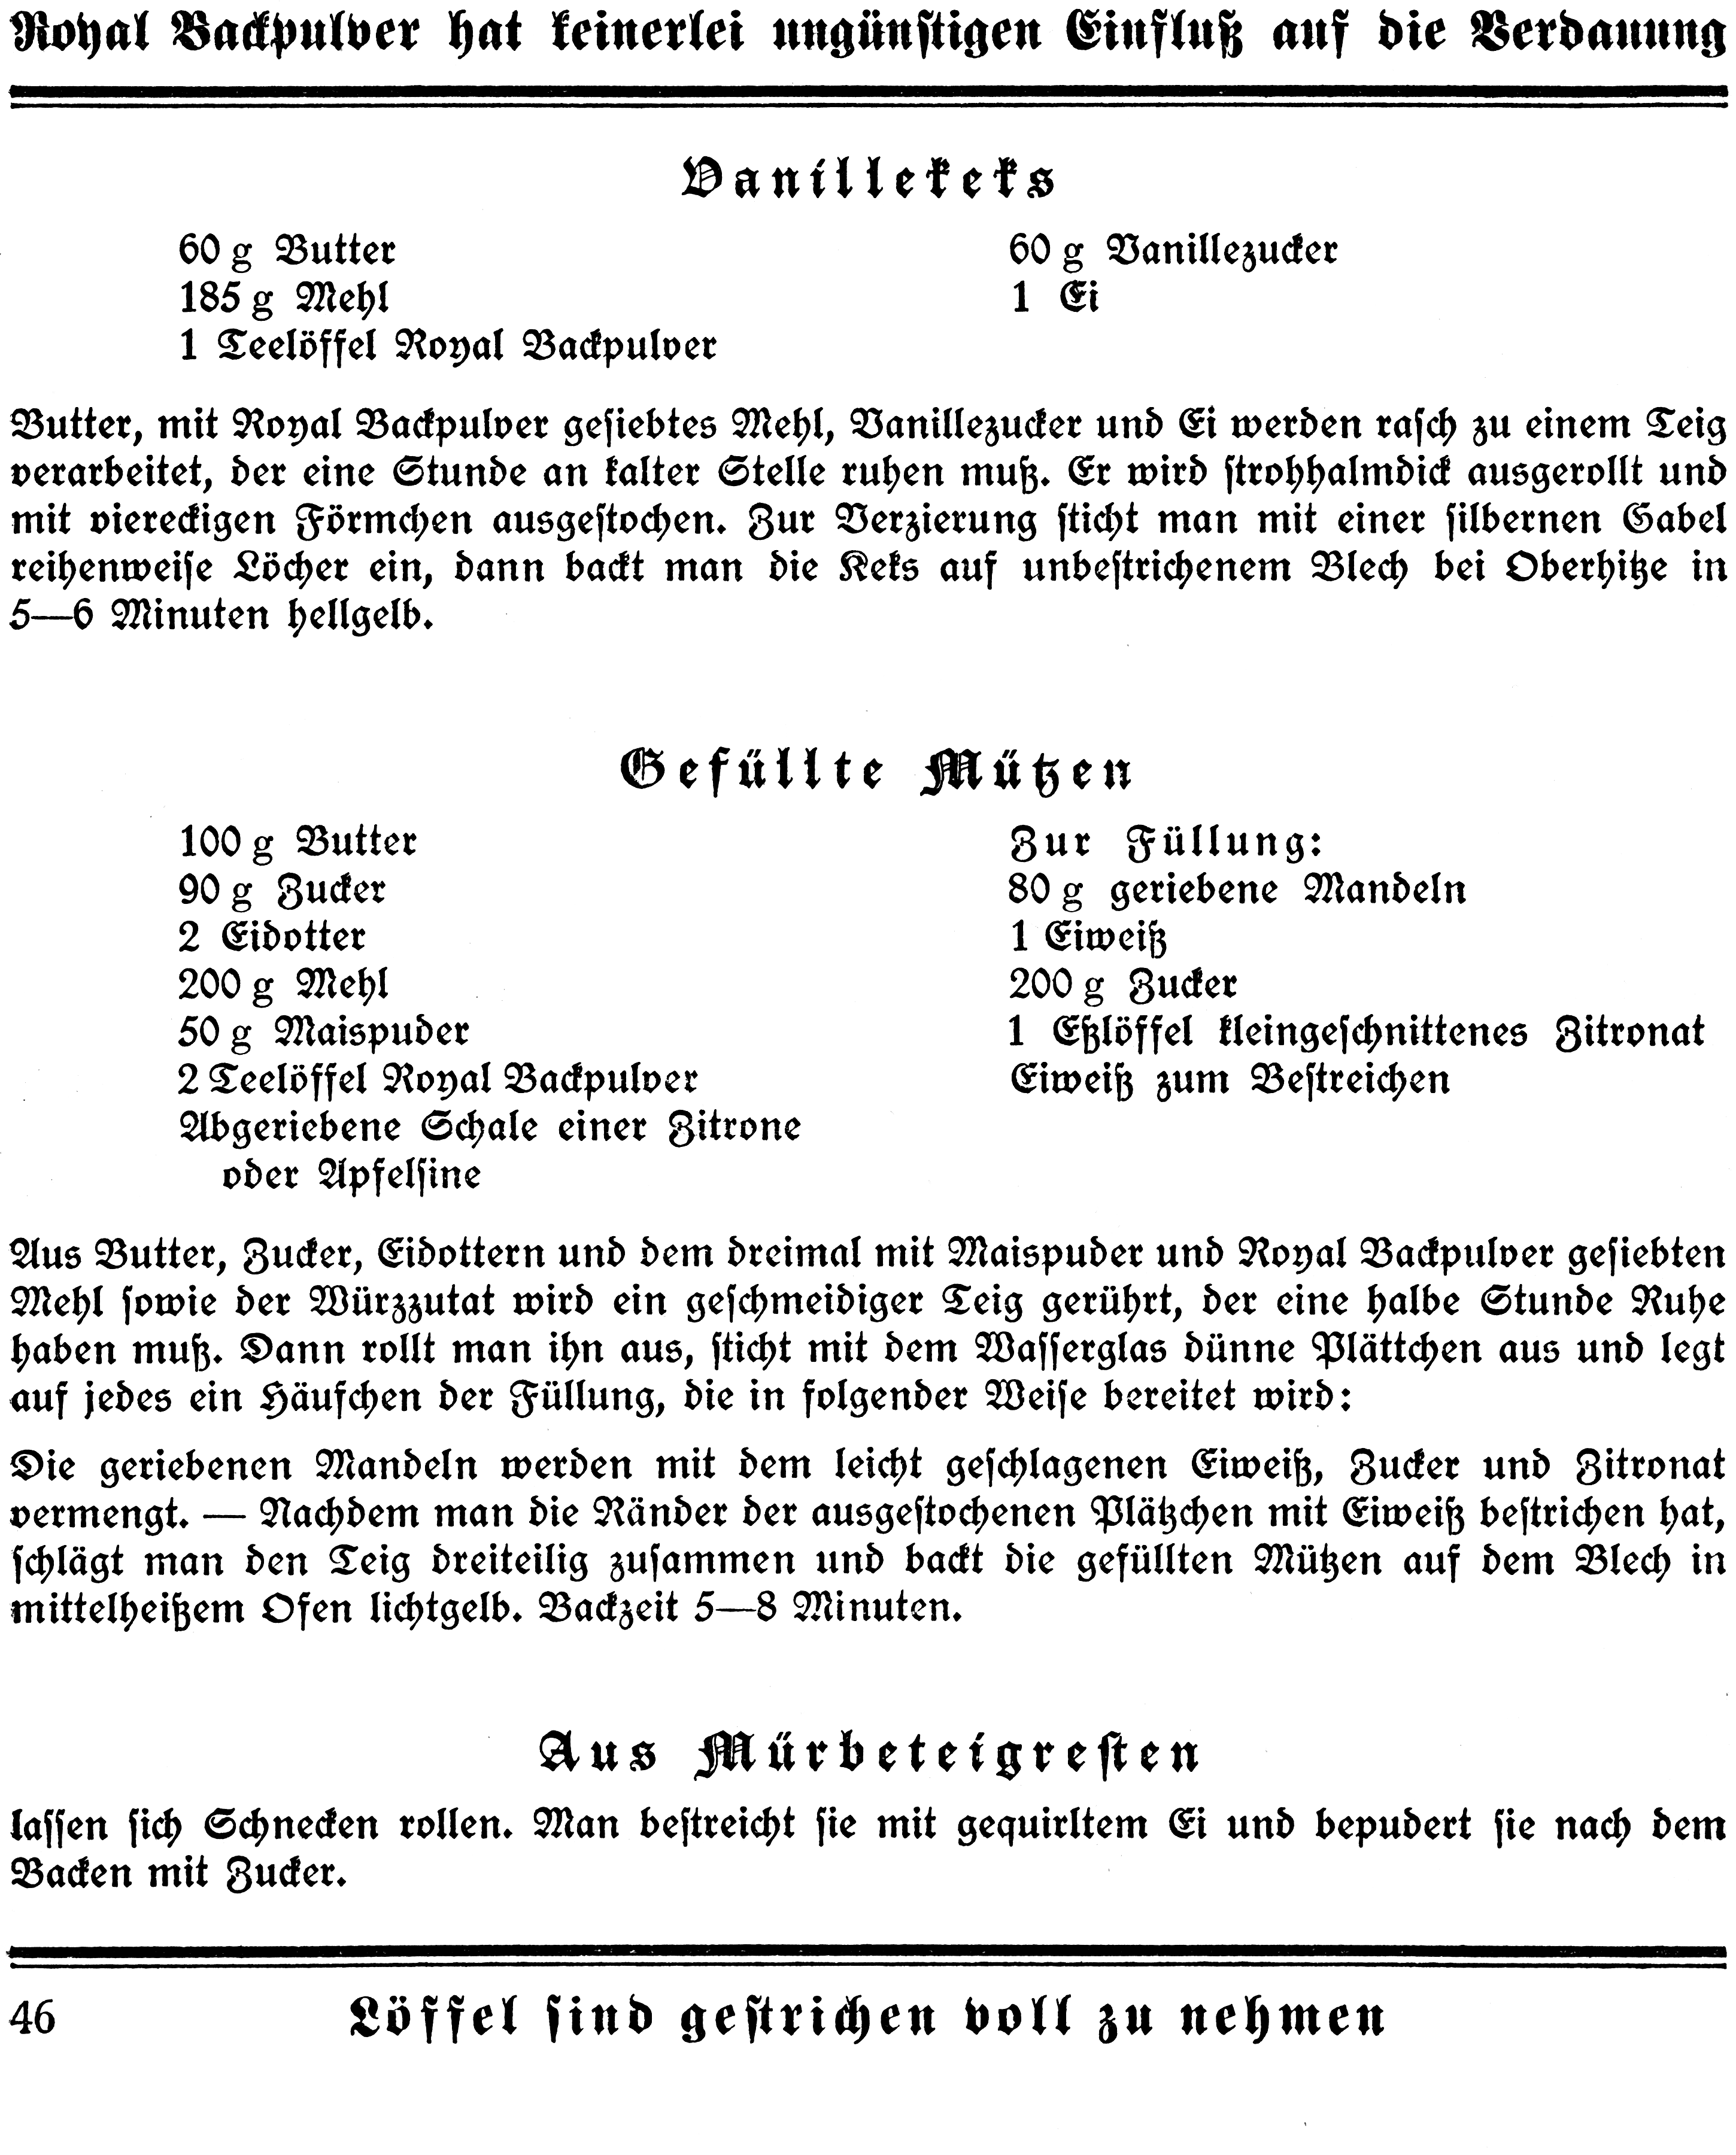 Royal Backpulver hat keinerlei ungünstigen Einfluß auf die Verdauung
Vanillekeks
60 g Butter
185 g Mehl
1 Teelöffel Royal Backpulver
60 g Vanillezucker
1 Ei
Butter, mit Royal Backpulver gesiebtes Mehl, Vanillezucker und Ei werden rasch zu einem Teig
verarbeitet, der eine Stunde an kalter Stelle ruhen muß. Er wird strohhalmdick ausgerollt und
mit viereckigen Förmchen ausgestochen. Zur Verzierung sticht man mit einer silbernen Gabel
reihenweise Löcher ein, dann backt man die Keks auf unbestrichenem Blech bei Oberhitze in
5—6 Minuten hellgelb.
Gefüllte Mützen
100 g Butter
90 g Zucker
2 Eidotter
200 g Mehl
50 g Maispuder
2 Teelöffel Royal Backpulver
Abgeriebene Schale einer Zitrone
oder Apfelsine
Zur Füllung:
80 g geriebene Mandeln
1 Eiweiß
200 g Zucker
1 Eßlöffel kleingeschnittenes Zitronat
Eiweiß zum Bestreichen
Aus Butter, Zucker, Eidottern und dem dreimal mit Maispuder und Royal Backpulver gesiebten
Mehl sowie der Würzzutat wird ein geschmeidiger Teig gerührt, der eine halbe Stunde Ruhe
haben muß. Dann rollt man ihn aus, sticht mit dem Wasserglas dünne Plättchen aus und legt
auf jedes ein Häufchen der Füllung, die in folgender Weise bereitet wird:
Die geriebenen Mandeln werden mit dem leicht geschlagenen Eiweiß, Zucker und Zitronat
vermengt. — Nachdem man die Ränder der ausgestochenen Plätzchen mit Eiweiß bestrichen hat,
schlägt man den Teig dreiteilig zusammen und backt die gefüllten Mützen auf dem Blech in
mittelheißem Ofen lichtgelb. Backzeit 5—8 Minuten.
Aus Mürbeteigresten
lassen sich Schnecken rollen. Man bestreicht sie mit gequirltem Ei und bepudert sie nach dem
Backen mit Zucker.
46 Löffel sind gestrichen voll zu nehmen